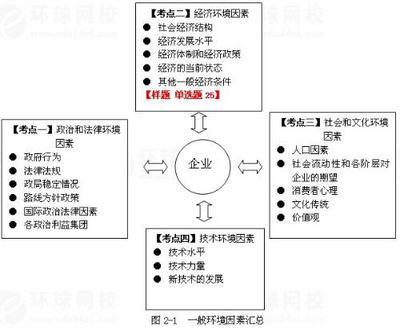 【考点二】经济环境因素
● 社会经济结构
● 经济发展水平
● 经济体制和经济政策
● 经济的当前状态
● 其他一般经济条件
【样题 单选题 25】
【考点一】政治和法律环境
因素
● 政府行为
● 法律法规
● 政局稳定情况
● 路线方针政策
● 国际政治法律因素
● 各政治利益集团
企业
【考点三】社会和文化环境
因素
● 人口因素
● 社会流动性和各阶层对
企业的期望
● 消费者心理
● 文化传统
● 价值观
【考点四】技术环境因素
● 技术水平
● 技术力量
● 新技术的发展
图 2-1 一般环境因素汇总
环球网校
环球网校
环球网校
环球网校